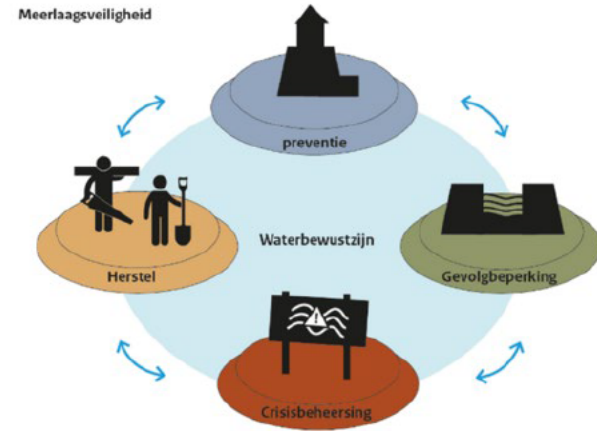 Meerlaagsveiligheid
preventie
Herstel
Waterbewustzijn
Gevolgbeperking
Crisisbeheersing